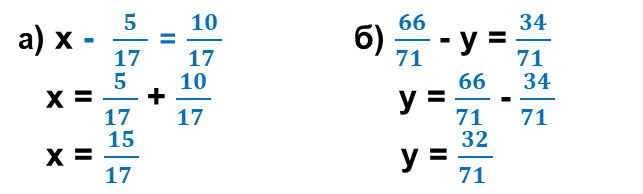 а) x - 5/17 = 10/17
x = 5/17 + 10/17
x = 15/17
б) 66/71 - y = 34/71
y = 66/71 - 34/71
y = 32/71